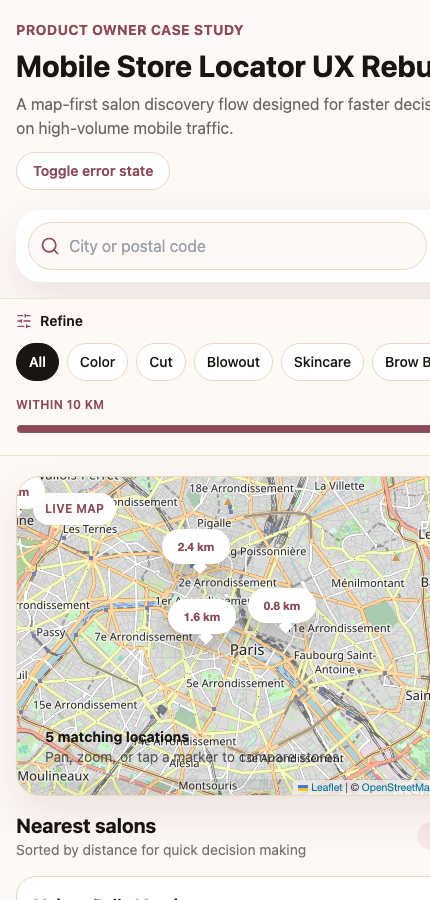 PRODUCT OWNER CASE STUDY
Mobile Store Locator UX Rebu
A map-first salon discovery flow designed for faster decis
on high-volume mobile traffic.
Toggle error state
City or postal code
Refine
All
Color
Cut
Blowout
Skincare
Brow B
WITHIN 10 KM
18e Arrondissement
La Villette
LIVE MAP
Les Ternes
Pigalle
2.4 km
g-Poissonnière
2e Arrondissement
Ménilmontant
1.6 km
0.8 km
Passy
7e Arrondissement
Paris
Faubourg Saint-
Antoine
5e Arrondissement
15e Arrondissement
5 matching locations
Pan, zoom, or tap a marker to compare stores
Alésia
Moulineaux
Montsouris
Leaflet | © OpenStreetMa
Nearest salons
Sorted by distance for quick decision making